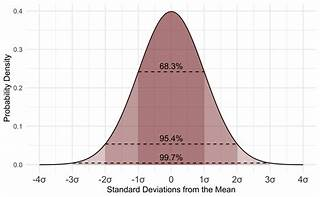 0.4
0.3
0.2
0.1
0.0
Probability Density
68.3%
95.4%
99.7%
-4σ -3σ -2σ -1σ 0 1σ 2σ 3σ 4σ
Standard Deviations from the Mean